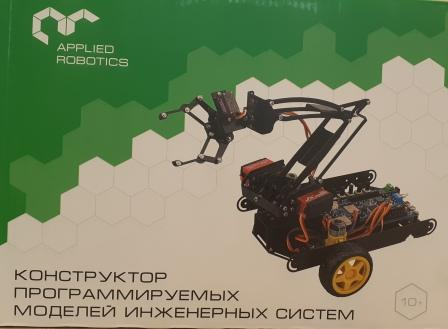 APPLIED
ROBOTICS
КОНСТРУКТОР
ПРОГРАММИРУЕМЫХ
МОДЕЛЕЙ ИНЖЕНЕРНЫХ СИСТЕМ
10+